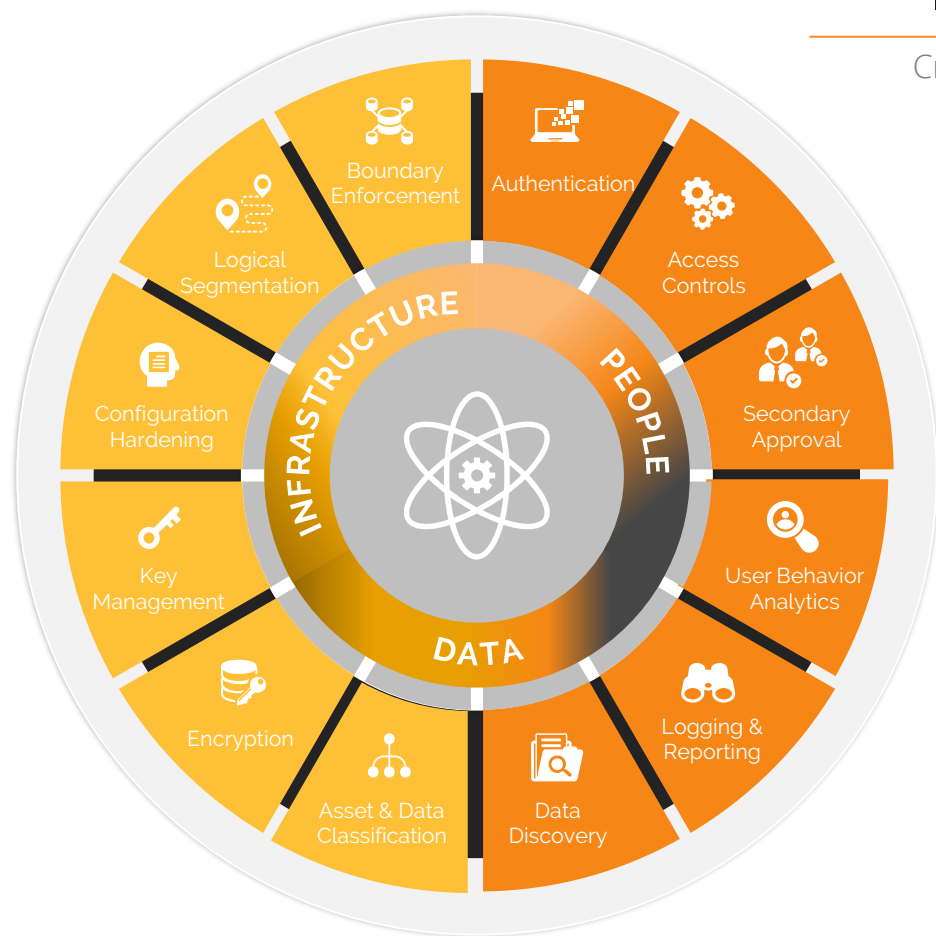 Boundary
Enforcement
Authentication
Access
Controls
Secondary
Approval
User Behavior
Analytics
Logging &
Reporting
Data
Discovery
Asset & Data
Classification
Encryption
Key
Management
Configuration
Hardening
Logical
Segmentation
INFRASTRUCTURE
PEOPLE
DATA